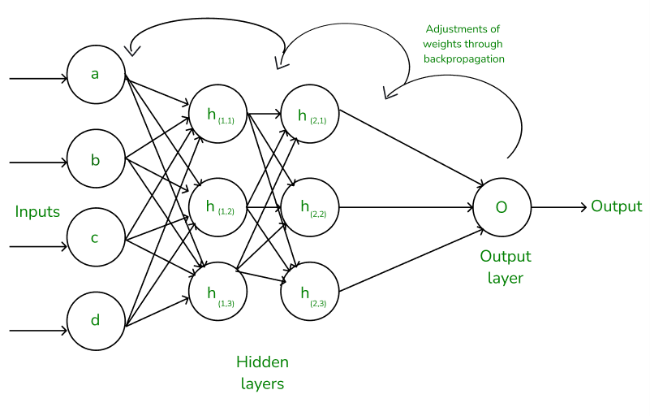 Adjustments of
weights through
backpropagation
a
b
c
d
Inputs
h (1,1)
h (1,2)
h (1,3)
h (2,1)
h (2,2)
h (2,3)
O
Output
Output
layer
Hidden
layers